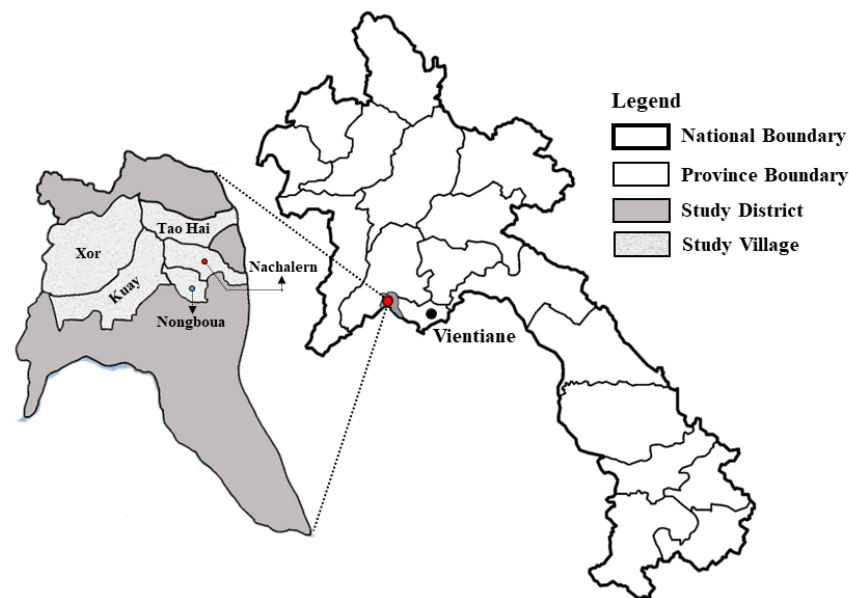 Legend
National Boundary
Province Boundary
Study District
Study Village
Tao Hai
Xor
Nachalern
Kuay
Nongboua
Vientiane